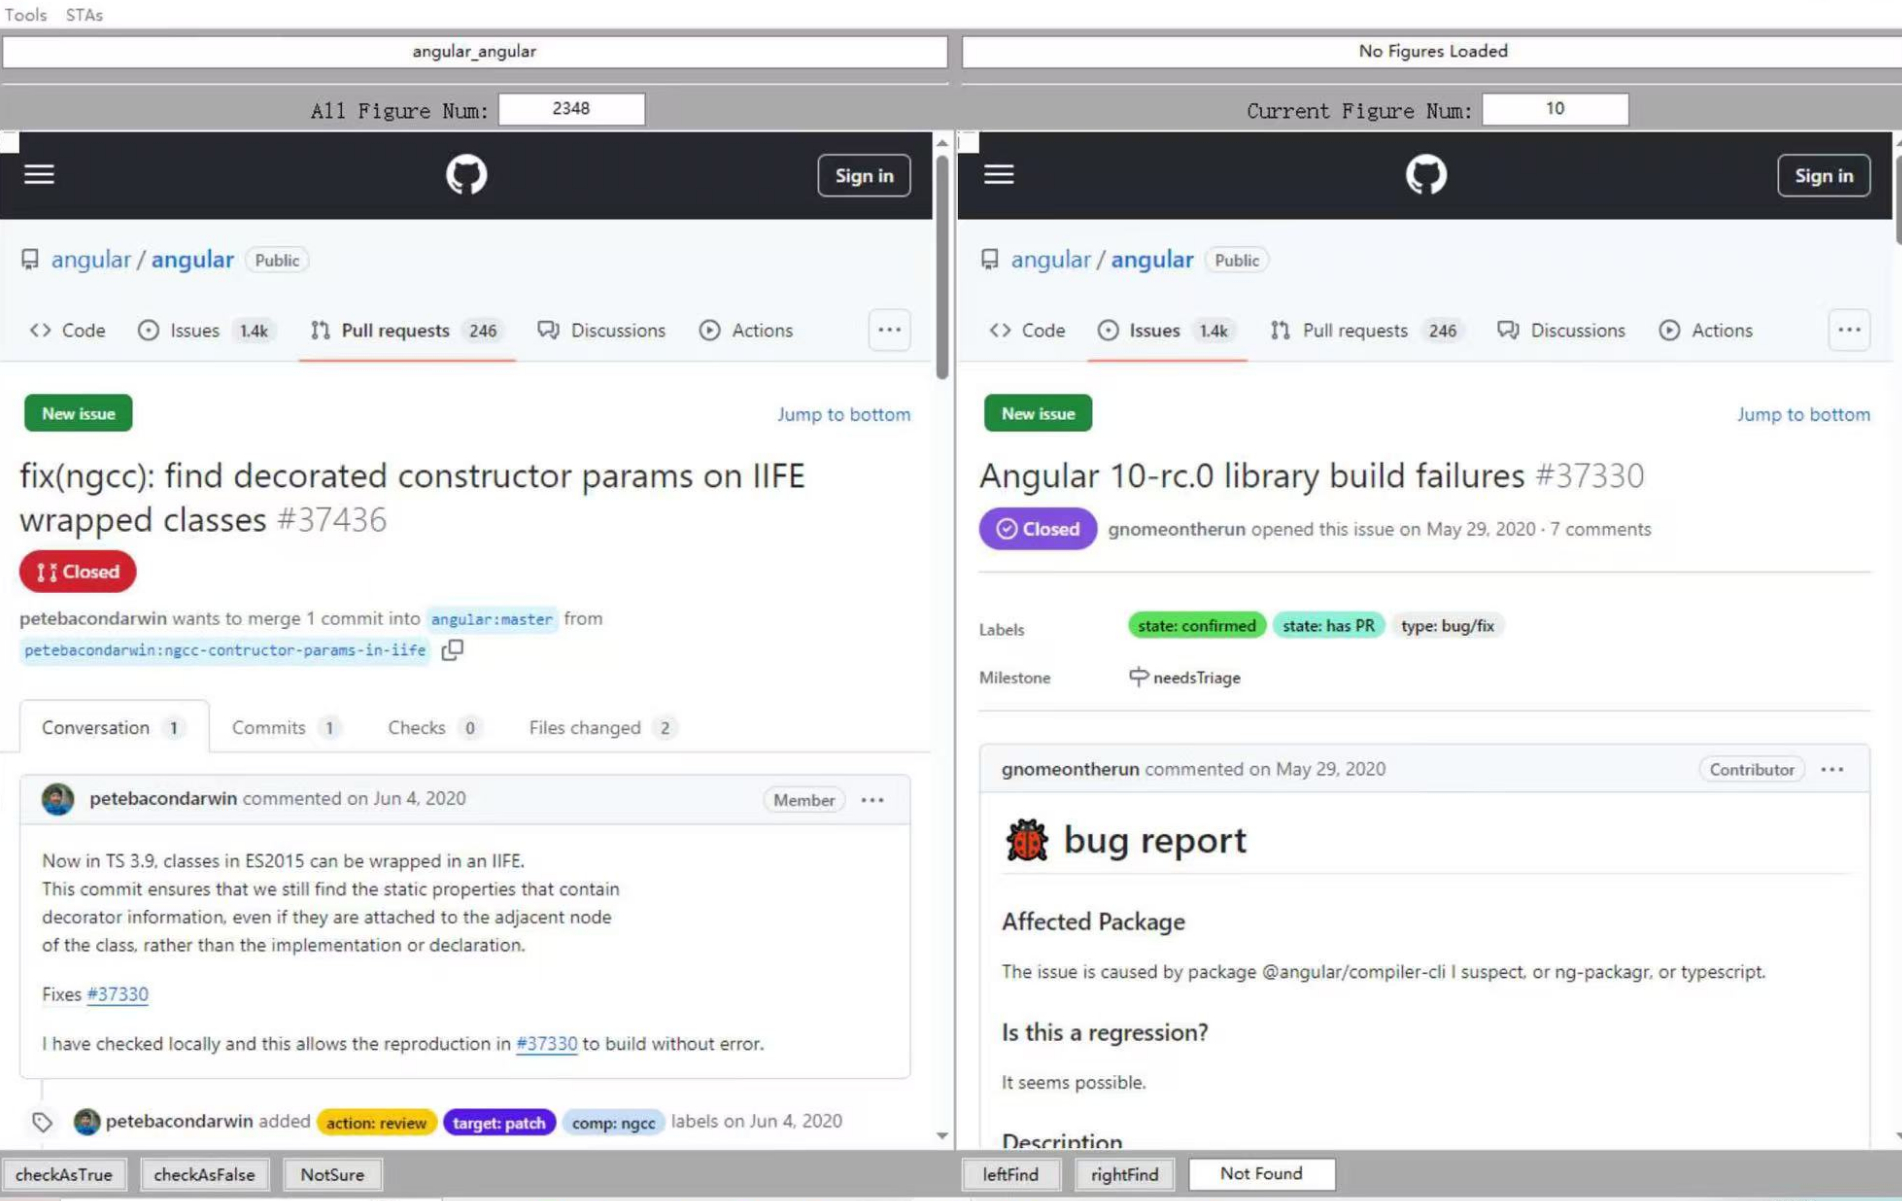 Tools STAs
angular_angular
No Figures Loaded
All Figure Num: 2348
Current Figure Num: 10
Sign in
angular / angular Public
Code Issues 1.4k Pull requests 246 Discussions Actions ...
New issue
Jump to bottom
fix(ngcc): find decorated constructor params on IIFE
wrapped classes #37436
Closed
petebacondarwin wants to merge 1 commit into angular:master from
petebacondarwin:ngcc-contructor-params-in-iife
Conversation 1 Commits 1 Checks 0 Files changed 2
petebacondarwin commented on Jun 4, 2020 Member ...
Now in TS 3.9, classes in ES2015 can be wrapped in an IIFE.
This commit ensures that we still find the static properties that contain
decorator information, even if they are attached to the adjacent node
of the class, rather than the implementation or declaration.
Fixes #37330
I have checked locally and this allows the reproduction in #37330 to build without error.
petebacondarwin added action: review target: patch comp: ngcc labels on Jun 4, 2020
Sign in
angular / angular Public
Code Issues 1.4k Pull requests 246 Discussions Actions ...
New issue
Jump to bottom
Angular 10-rc.0 library build failures #37330
Closed gnomeontherun opened this issue on May 29, 2020 · 7 comments
Labels state: confirmed state: has PR type: bug/fix
Milestone needsTriage
gnomeontherun commented on May 29, 2020 Contributor ...
bug report
Affected Package
The issue is caused by package @angular/compiler-cli I suspect, or ng-packagr, or typescript.
Is this a regression?
It seems possible.
Description
checkAsTrue checkAsFalse NotSure
leftFind rightFind Not Found